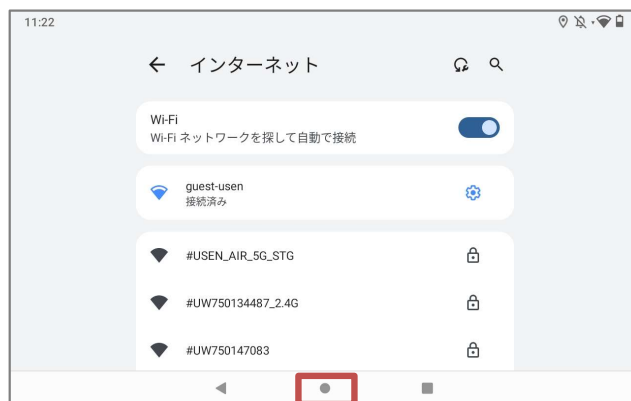 11:22
インターネット
Wi-Fi
Wi-Fi ネットワークを探して自動で接続
guest-usen
接続済み
#USEN_AIR_5G_STG
#UW750134487_2.4G
#UW750147083